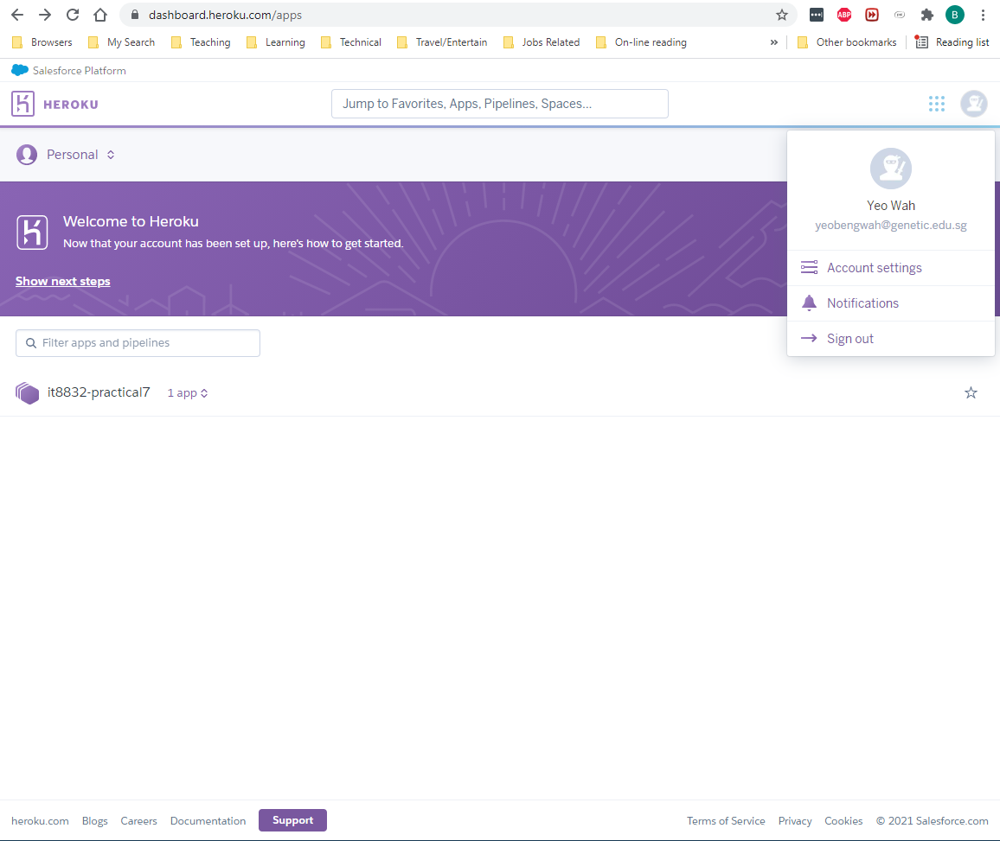 dashboard.heroku.com/apps
ABP
B
Browsers My Search Teaching Learning Technical Travel/Entertain Jobs Related On-line reading » Other bookmarks Reading list
Salesforce Platform
HEROKU
Jump to Favorites, Apps, Pipelines, Spaces...
Personal
Yeo Wah
yeobengwah@genetic.edu.sg
Welcome to Heroku
Now that your account has been set up, here's how to get started.
Show next steps
Account settings
Notifications
Sign out
Filter apps and pipelines
it8832-practical7 1 app
heroku.com Blogs Careers Documentation Support Terms of Service Privacy Cookies © 2021 Salesforce.com